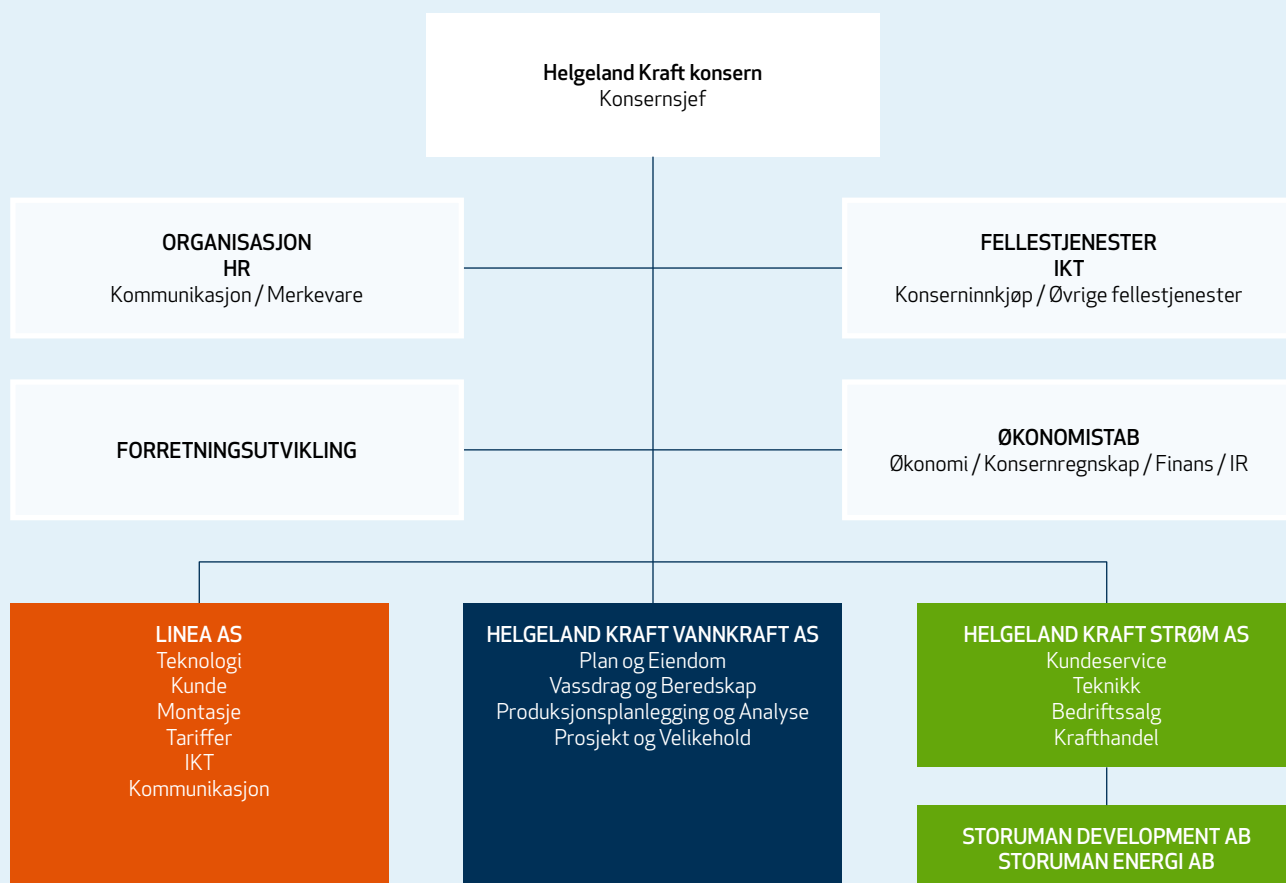 Helgeland Kraft konsern
Konsernsjef
ORGANISASJON
HR
Kommunikasjon / Merkevare
FELLESTJENESTER
IKT
Konserninnkjøp / Øvrige fellestjenester
FORRETNINGSUTVIKLING
ØKONOMISTAB
Økonomi / Konsernregnskap / Finans / IR
LINEA AS
Teknologi
Kunde
Montasje
Tariffer
IKT
Kommunikasjon
HELGELAND KRAFT VANNKRAFT AS
Plan og Eiendom
Vassdrag og Beredskap
Produksjonsplanlegging og Analyse
Prosjekt og Velikehold
HELGELAND KRAFT STRØM AS
Kundeservice
Teknikk
Bedriftssalg
Krafthandel
STORUMAN DEVELOPMENT AB
STORUMAN ENERGI AB